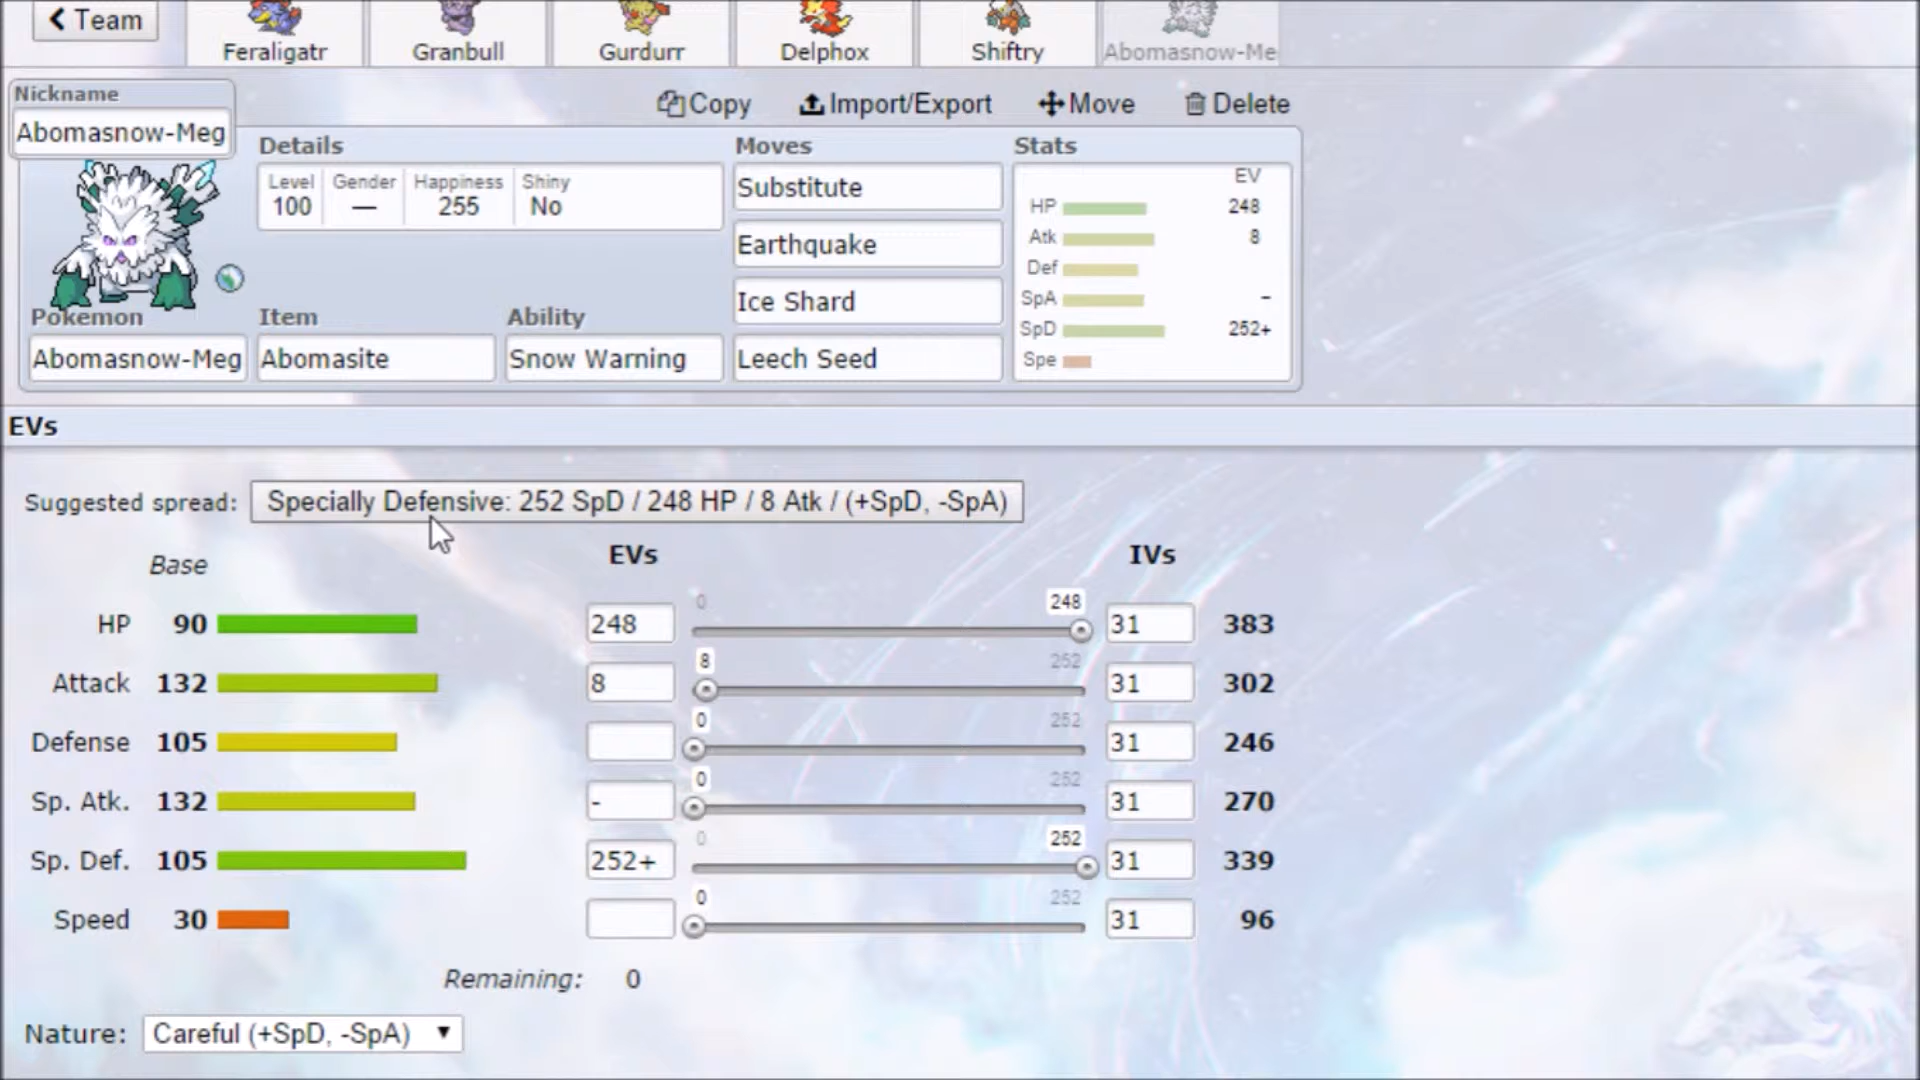 Team
Feraligatr
Granbull
Gurdurr
Delphox
Shiftry
Abomasnow-Me
Nickname
Abomasnow-Meg
Copy
Import/Export
Move
Delete
Details
Level Gender Happiness Shiny
100 — 255 No
Pokemon
Abomasnow-Meg
Item
Abomasite
Ability
Snow Warning
Moves
Substitute
Earthquake
Ice Shard
Leech Seed
Stats
EV
HP 248
Atk 8
Def
SpA -
SpD 252+
Spe
EVs
Suggested spread: Specially Defensive: 252 SpD / 248 HP / 8 Atk / (+SpD, -SpA)
Base EVs IVs
0 248
HP 90 248 31 383
8 252
Attack 132 8 31 302
0 252
Defense 105 31 246
0 252
Sp. Atk. 132 - 31 270
0 252
Sp. Def. 105 252+ 31 339
0 252
Speed 30 31 96
Remaining: 0
Nature: Careful (+SpD, -SpA)